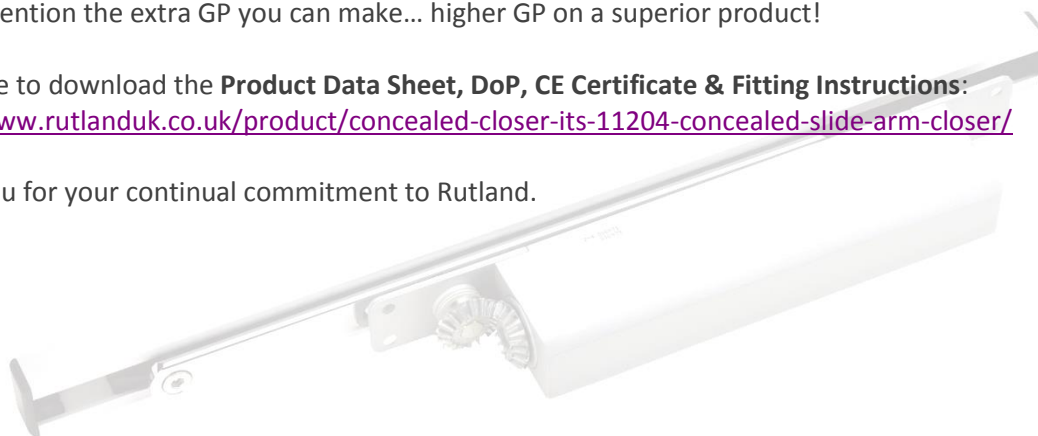 ention the extra GP you can make… higher GP on a superior product!
e to download the Product Data Sheet, DoP, CE Certificate & Fitting Instructions:
ww.rutlanduk.co.uk/product/concealed-closer-its-11204-concealed-slide-arm-closer/
u for your continual commitment to Rutland.